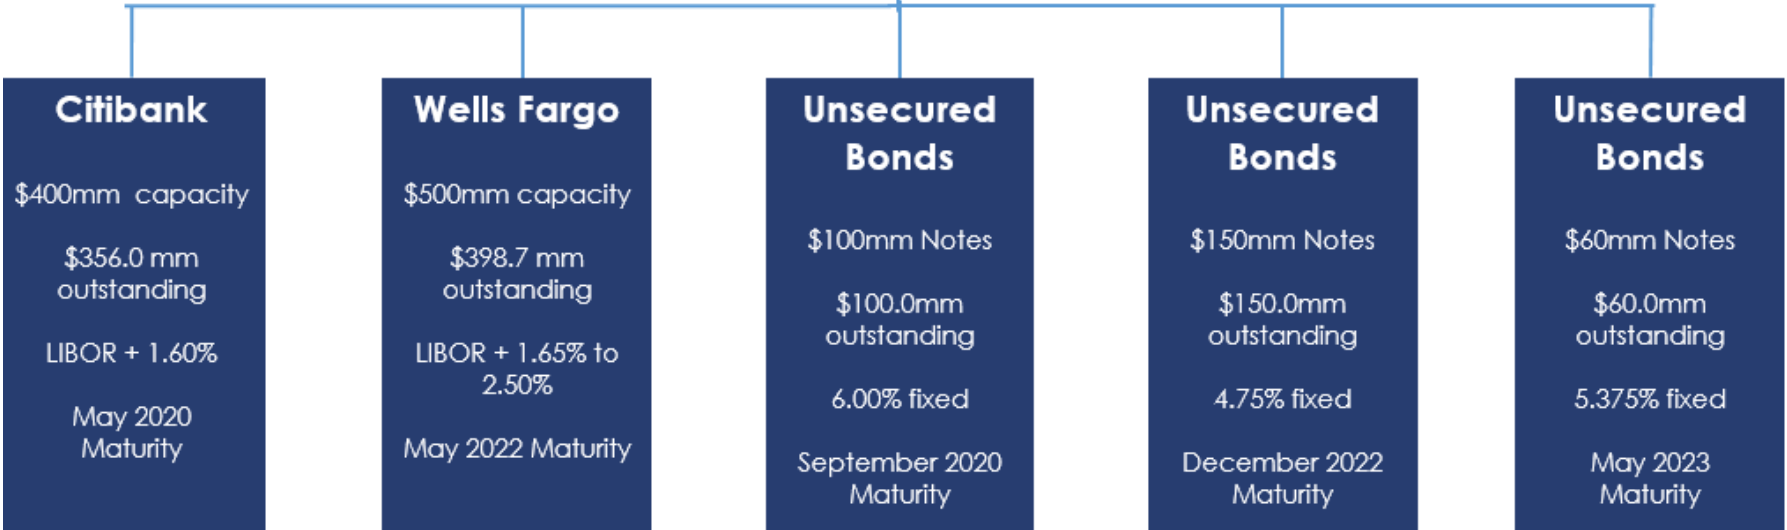 Citibank
$400mm capacity
$356.0 mm
outstanding
LIBOR + 1.60%
May 2020
Maturity
Wells Fargo
$500mm capacity
$398.7 mm
outstanding
LIBOR + 1.65% to
2.50%
May 2022 Maturity
Unsecured
Bonds
$100mm Notes
$100.0mm
outstanding
6.00% fixed
September 2020
Maturity
Unsecured
Bonds
$150mm Notes
$150.0mm
outstanding
4.75% fixed
December 2022
Maturity
Unsecured
Bonds
$60mm Notes
$60.0mm
outstanding
5.375% fixed
May 2023
Maturity